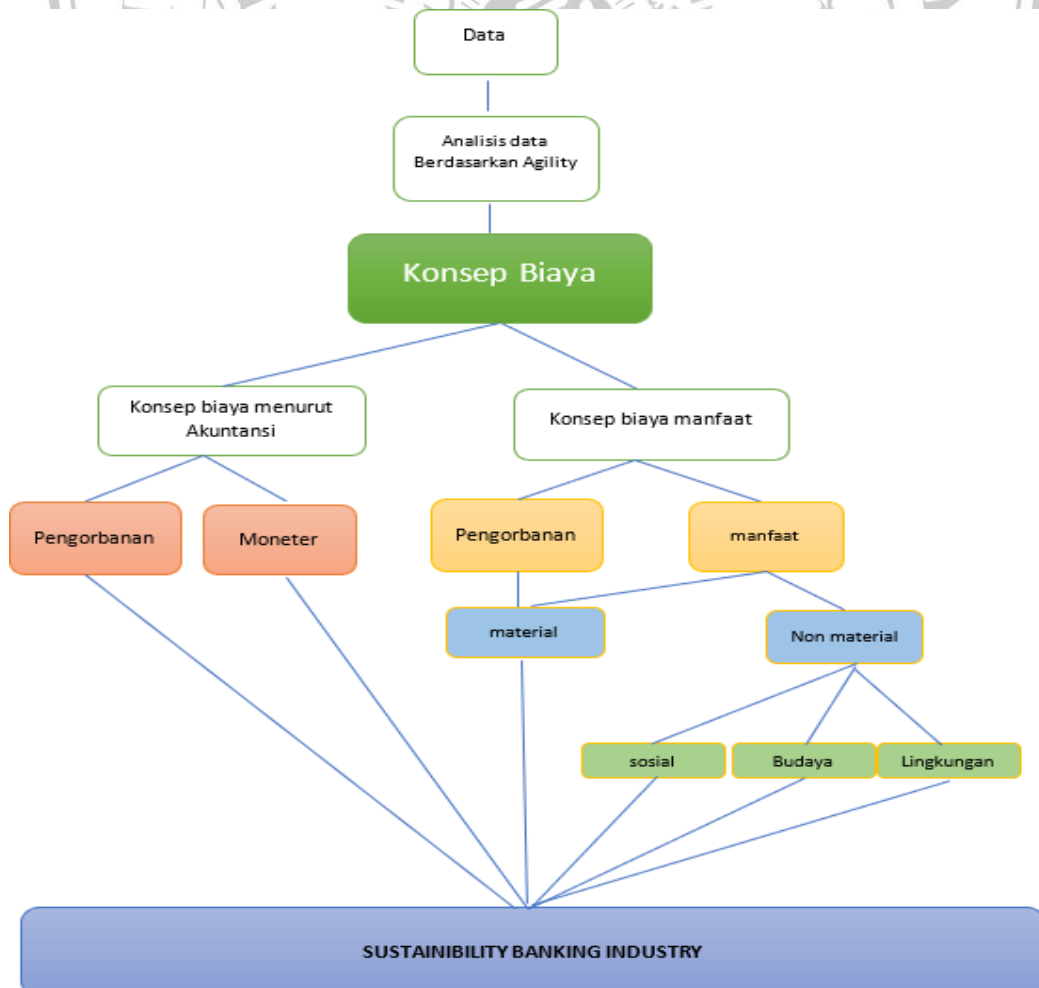 Data
Analisis data
Berdasarkan Agility
Konsep Biaya
Konsep biaya menurut
Akuntansi
Konsep biaya manfaat
Pengorbanan
Moneter
Pengorbanan
manfaat
material
Non material
sosial
Budaya
Lingkungan
SUSTAINIBILITY BANKING INDUSTRY